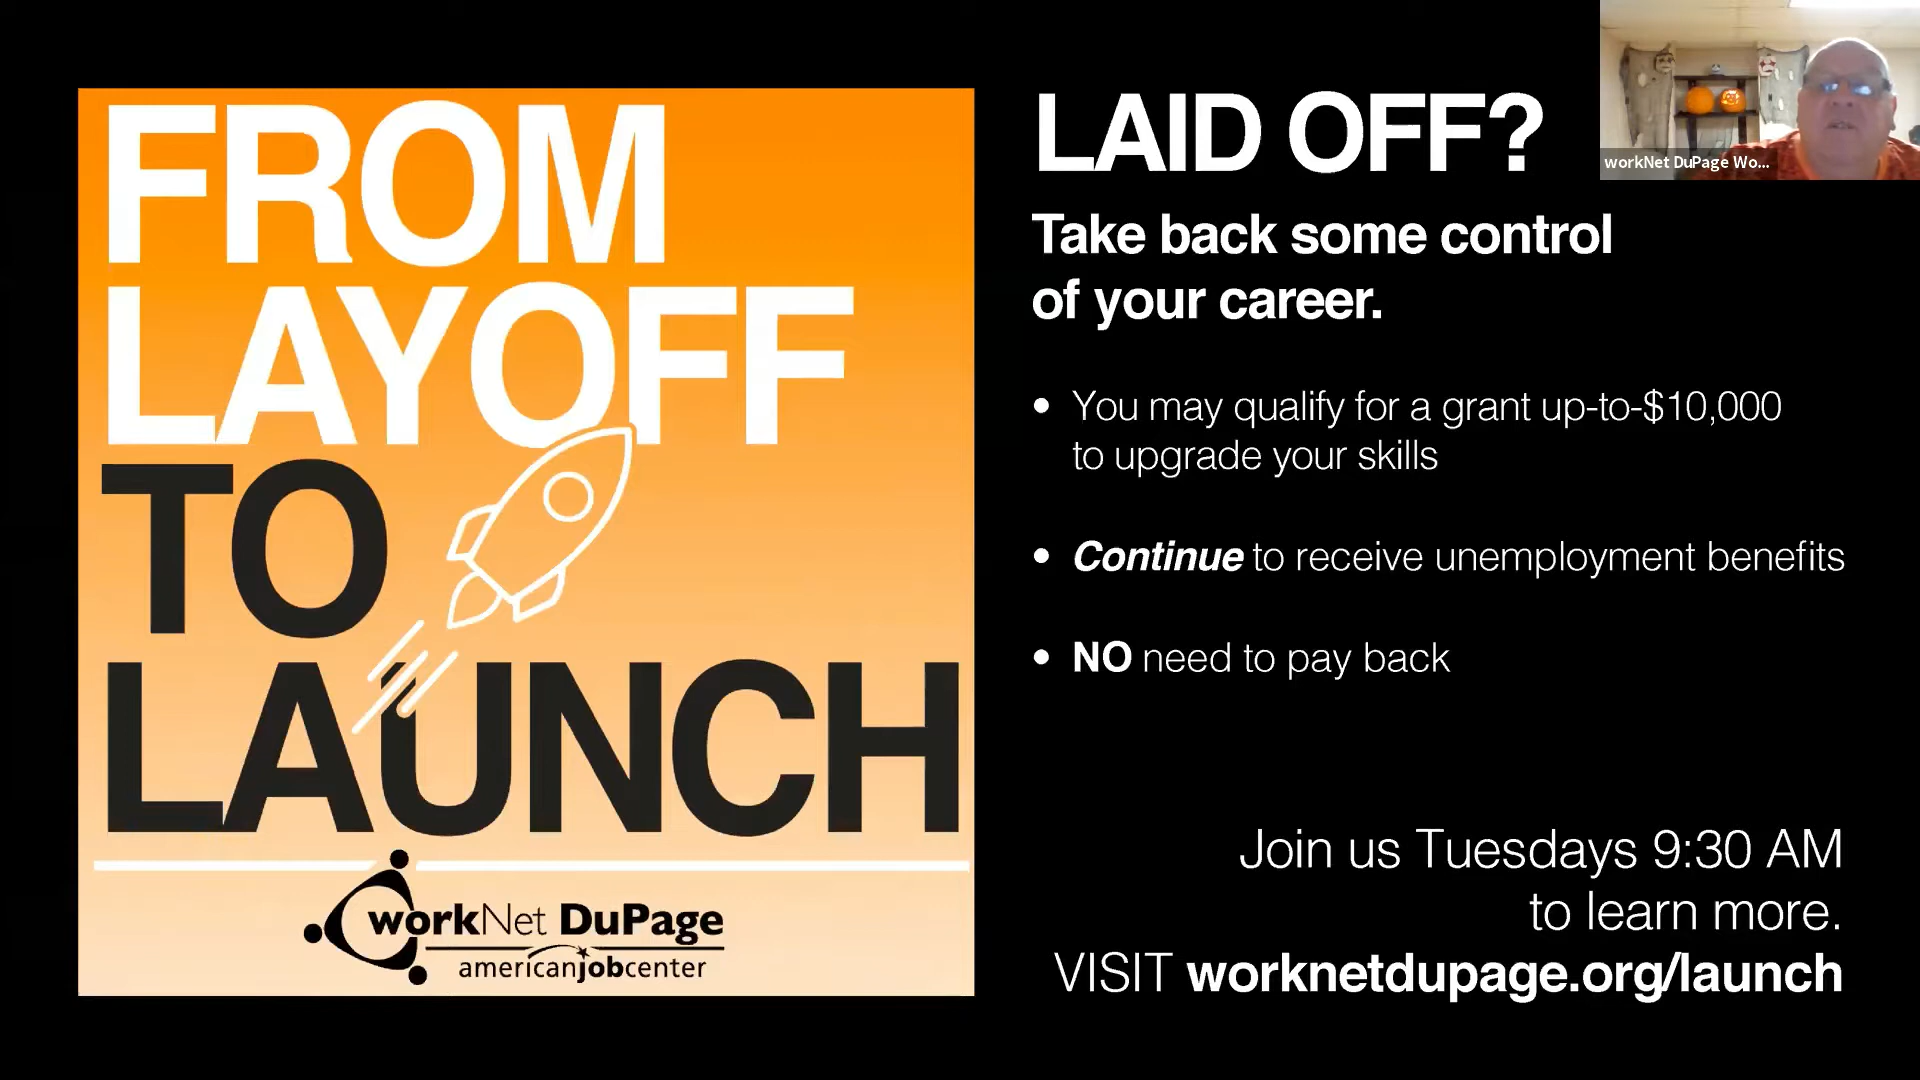 FROM
LAYOFF
TO
LAUNCH
workNet DuPage
americanjobcenter
LAID OFF?
Take back some control
of your career.
• You may qualify for a grant up-to-$10,000
to upgrade your skills
• Continue to receive unemployment benefits
• NO need to pay back
Join us Tuesdays 9:30 AM
to learn more.
VISIT worknetdupage.org/launch
workNet DuPage Wo...